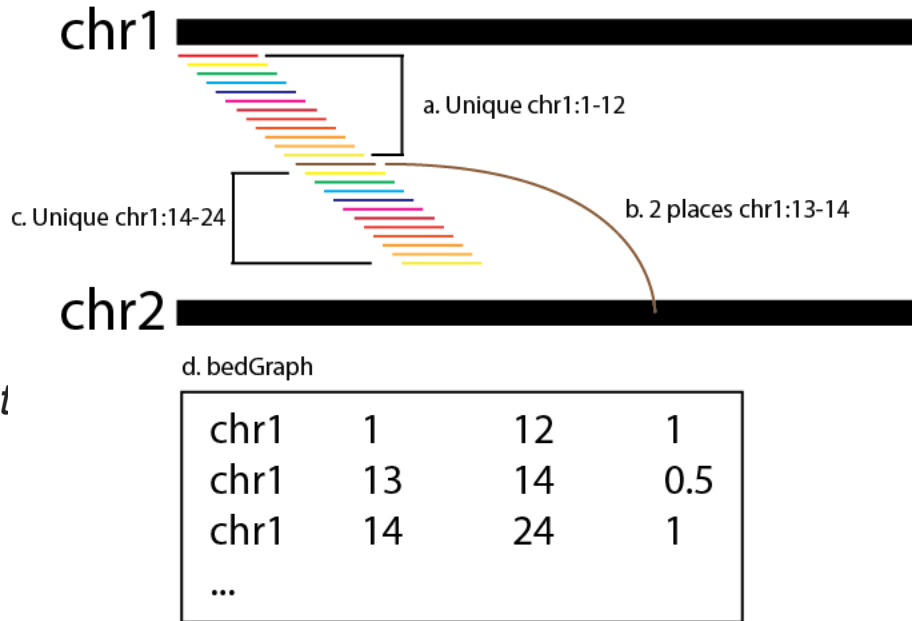 chr1
a. Unique chr1:1-12
c. Unique chr1:14-24
b. 2 places chr1:13-14
chr2
d. bedGraph
t
chr1 1 12 1
chr1 13 14 0.5
chr1 14 24 1
...